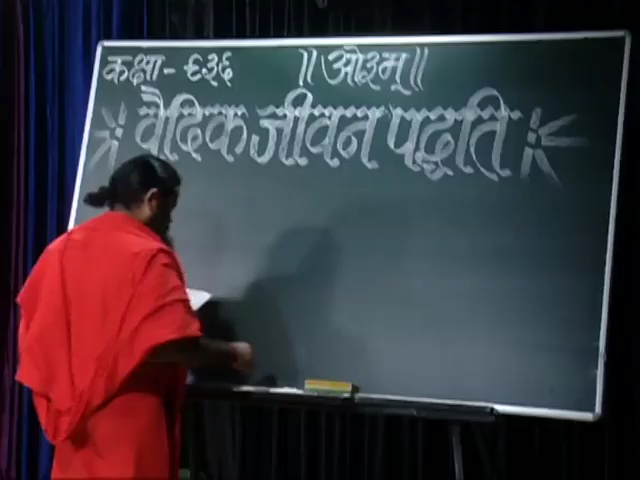 कक्षा - ६३६ ॥ ओ३म् ॥
वैदिक जीवन पद्धति